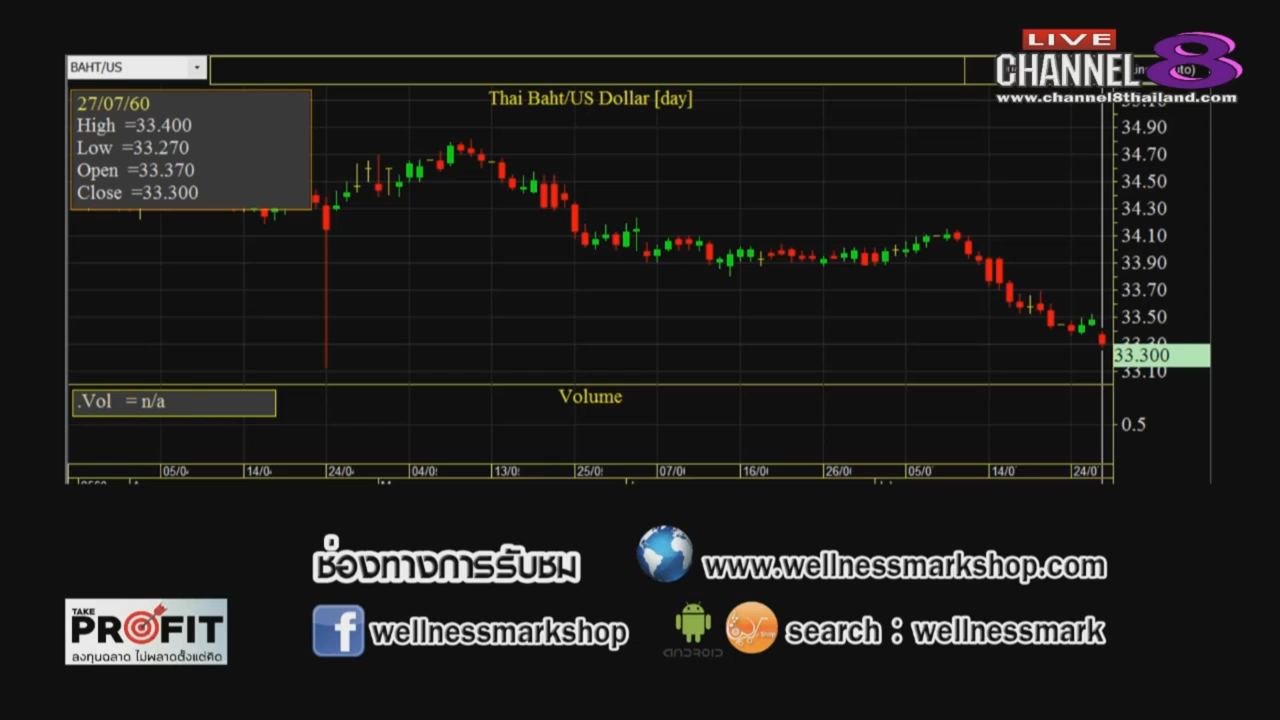 LIVE
CHANNEL 8
www.channel8thailand.com
BAHT/US
27/07/60
High =33.400
Low =33.270
Open =33.370
Close =33.300
Thai Baht/US Dollar [day]
34.90
34.70
34.50
34.30
34.10
33.90
33.70
33.50
33.30
33.300
33.10
.Vol = n/a
Volume
0.5
05/0
14/0
24/0
04/0
13/0
25/0
07/0
16/0
26/0
05/0
14/0
24/0
ช่องทางการรับชม
www.wellnessmarkshop.com
wellnessmarkshop
ANDROID
search : wellnessmark
TAKE
PROFIT
ลงทุนฉลาด ไม่พลาดตั้งแต่คิด